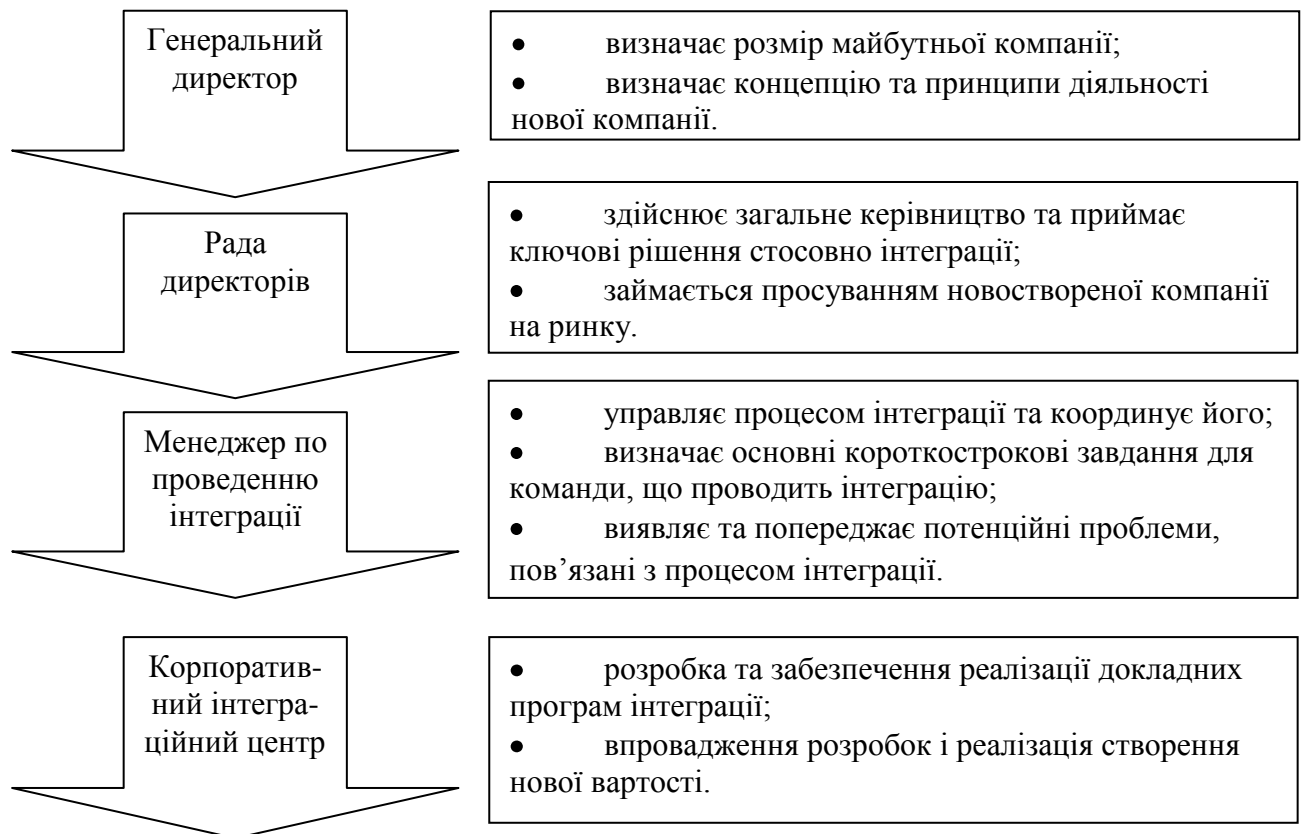 Генеральний
директор
• визначає розмір майбутньої компанії;
• визначає концепцію та принципи діяльності
нової компанії.
Рада
директорів
• здійснює загальне керівництво та приймає
ключові рішення стосовно інтеграції;
• займається просуванням новоствореної компанії
на ринку.
Менеджер по
проведенню
інтеграції
• управляє процесом інтеграції та координує його;
• визначає основні короткострокові завдання для
команди, що проводить інтеграцію;
• виявляє та попереджає потенційні проблеми,
пов’язані з процесом інтеграції.
Корпоратив-
ний інтегра-
ційний центр
• розробка та забезпечення реалізації докладних
програм інтеграції;
• впровадження розробок і реалізація створення
нової вартості.